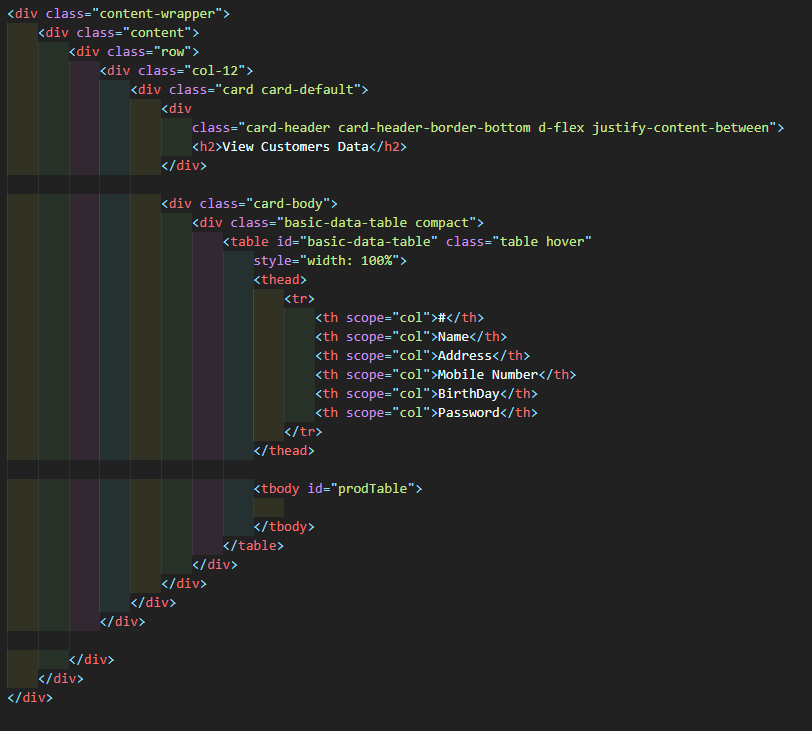 <div class="content-wrapper">
<div class="content">
<div class="row">
<div class="col-12">
<div class="card card-default">
<div
class="card-header card-header-border-bottom d-flex justify-content-between">
<h2>View Customers Data</h2>
</div>
<div class="card-body">
<div class="basic-data-table compact">
<table id="basic-data-table" class="table hover"
style="width: 100%">
<thead>
<tr>
<th scope="col">#</th>
<th scope="col">Name</th>
<th scope="col">Address</th>
<th scope="col">Mobile Number</th>
<th scope="col">BirthDay</th>
<th scope="col">Password</th>
</tr>
</thead>
<tbody id="prodTable">
</tbody>
</table>
</div>
</div>
</div>
</div>
</div>
</div>
</div>